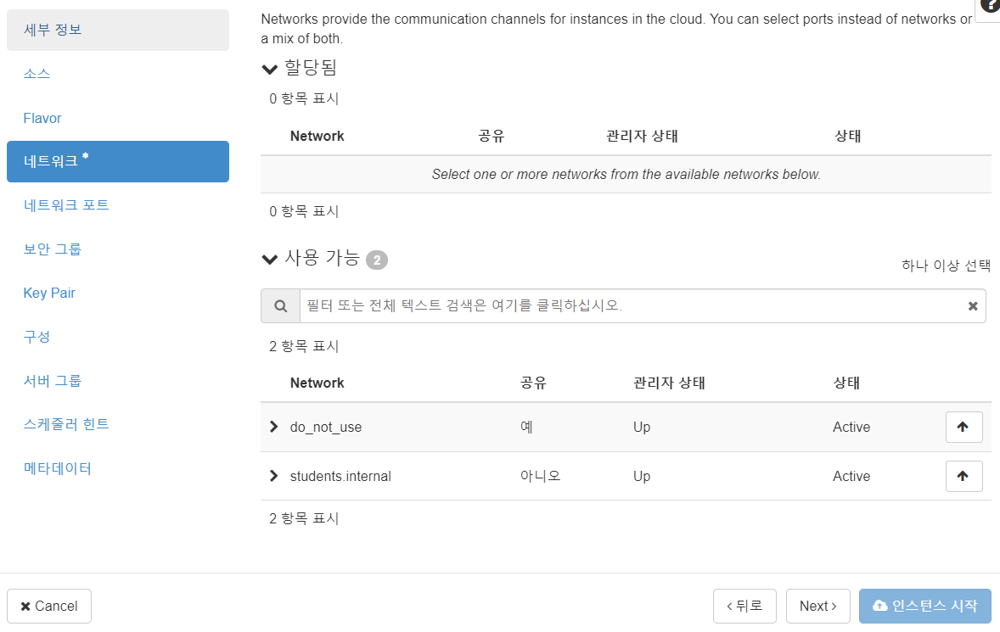 세부 정보
소스
Flavor
네트워크 *
네트워크 포트
보안 그룹
Key Pair
구성
서버 그룹
스케줄러 힌트
메타데이터
Networks provide the communication channels for instances in the cloud. You can select ports instead of networks or
a mix of both.
?
할당됨
0 항목 표시
Network 공유 관리자 상태 상태
Select one or more networks from the available networks below.
0 항목 표시
사용 가능 2
하나 이상 선택
필터 또는 전체 텍스트 검색은 여기를 클릭하십시오.
2 항목 표시
Network 공유 관리자 상태 상태
do_not_use 예 Up Active
students.internal 아니오 Up Active
2 항목 표시
Cancel
‹ 뒤로
Next ›
인스턴스 시작